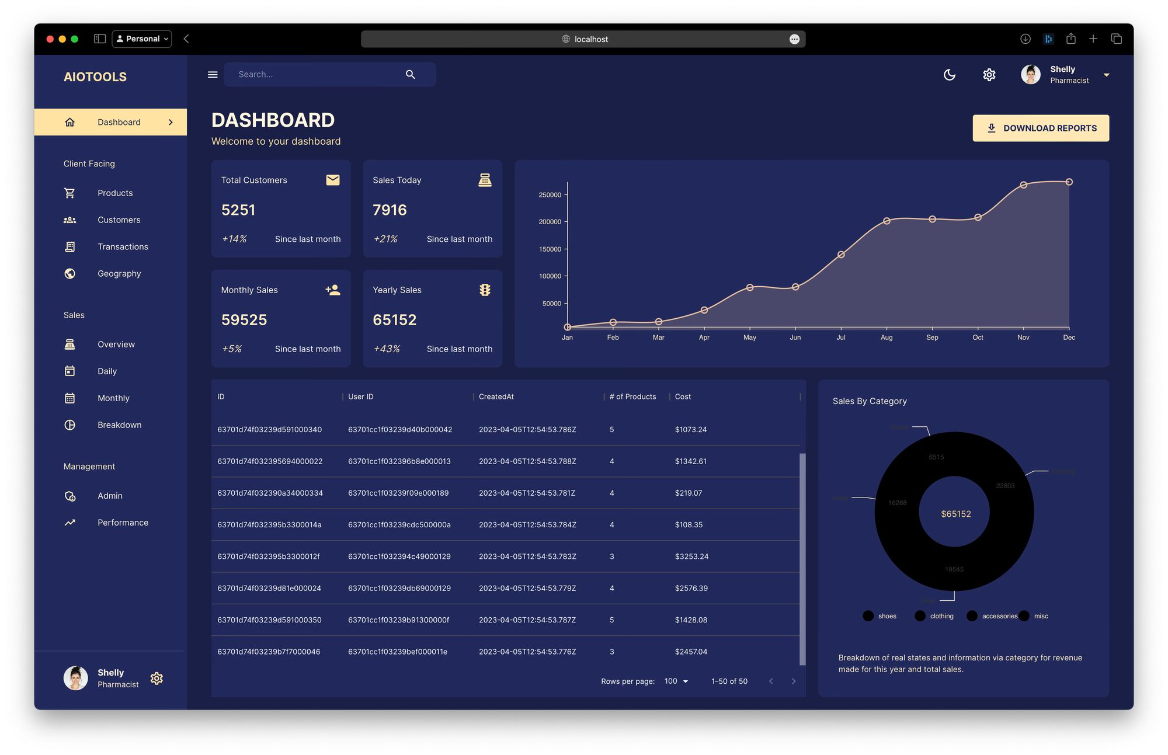 Personal
localhost
AIOTOOLS
Search...
Shelly
Pharmacist
Dashboard
Client Facing
Products
Customers
Transactions
Geography
Sales
Overview
Daily
Monthly
Breakdown
Management
Admin
Performance
Shelly
Pharmacist
DASHBOARD
Welcome to your dashboard
DOWNLOAD REPORTS
Total Customers
5251
+14% Since last month
Sales Today
7916
+21% Since last month
Monthly Sales
59525
+5% Since last month
Yearly Sales
65152
+43% Since last month
250000
200000
150000
100000
50000
Jan Feb Mar Apr May Jun Jul Aug Sep Oct Nov Dec
ID User ID CreatedAt # of Products Cost
63701d74f03239d591000340 63701cc1f03239d40b000042 2023-04-05T12:54:53.786Z 5 $1073.24
63701d74f032395694000022 63701cc1f032396b8e000013 2023-04-05T12:54:53.788Z 4 $1342.61
63701d74f032390a34000334 63701cc1f03239f09e000189 2023-04-05T12:54:53.781Z 4 $219.07
63701d74f032395b3300014a 63701cc1f03239cdc500000a 2023-04-05T12:54:53.784Z 4 $108.35
63701d74f032395b3300012f 63701cc1f032394c49000129 2023-04-05T12:54:53.783Z 3 $3253.24
63701d74f03239d81e000024 63701cc1f03239db69000129 2023-04-05T12:54:53.779Z 4 $2576.39
63701d74f03239d591000350 63701cc1f03239b91300000f 2023-04-05T12:54:53.787Z 5 $1428.08
63701d74f03239b7f7000046 63701cc1f03239bef000011e 2023-04-05T12:54:53.776Z 3 $2457.04
Rows per page: 100 1–50 of 50
Sales By Category
6515
16288
$65152
shoes clothing accessories misc
Breakdown of real states and information via category for revenue
made for this year and total sales.